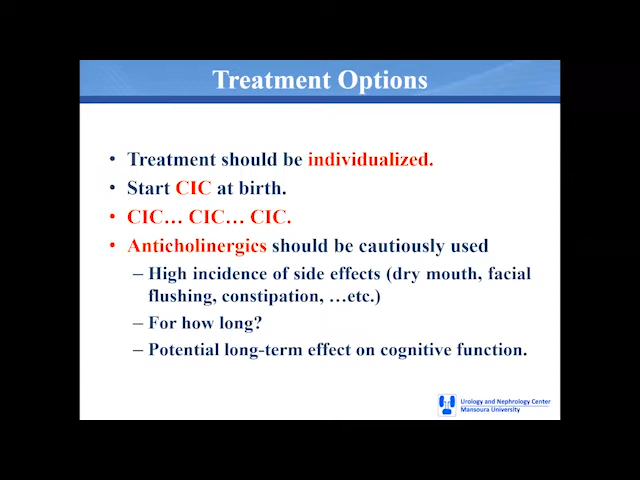 Treatment Options
• Treatment should be individualized.
• Start CIC at birth.
• CIC… CIC… CIC.
• Anticholinergics should be cautiously used
– High incidence of side effects (dry mouth, facial
flushing, constipation, …etc.)
– For how long?
– Potential long-term effect on cognitive function.
Urology and Nephrology Center
Mansoura University